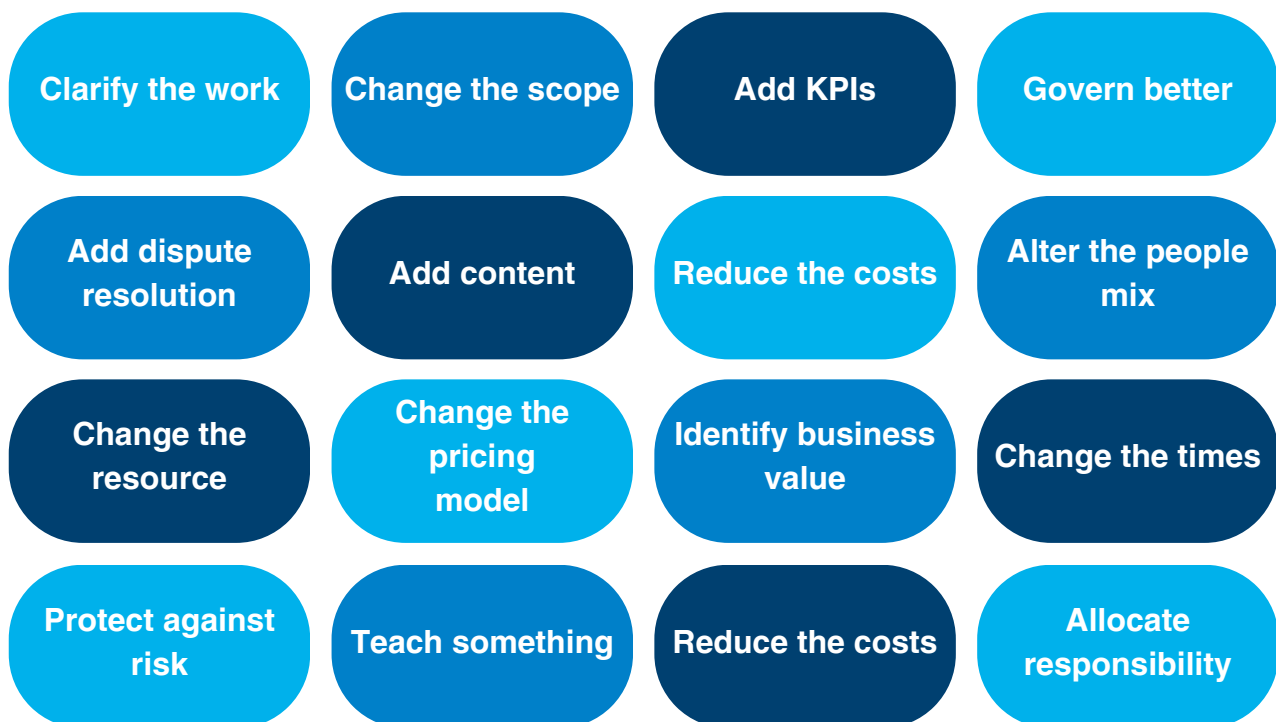 Clarify the work
Change the scope
Add KPIs
Govern better
Add dispute
resolution
Add content
Reduce the costs
Alter the people
mix
Change the
resource
Change the
pricing
model
Identify business
value
Change the times
Protect against
risk
Teach something
Reduce the costs
Allocate
responsibility